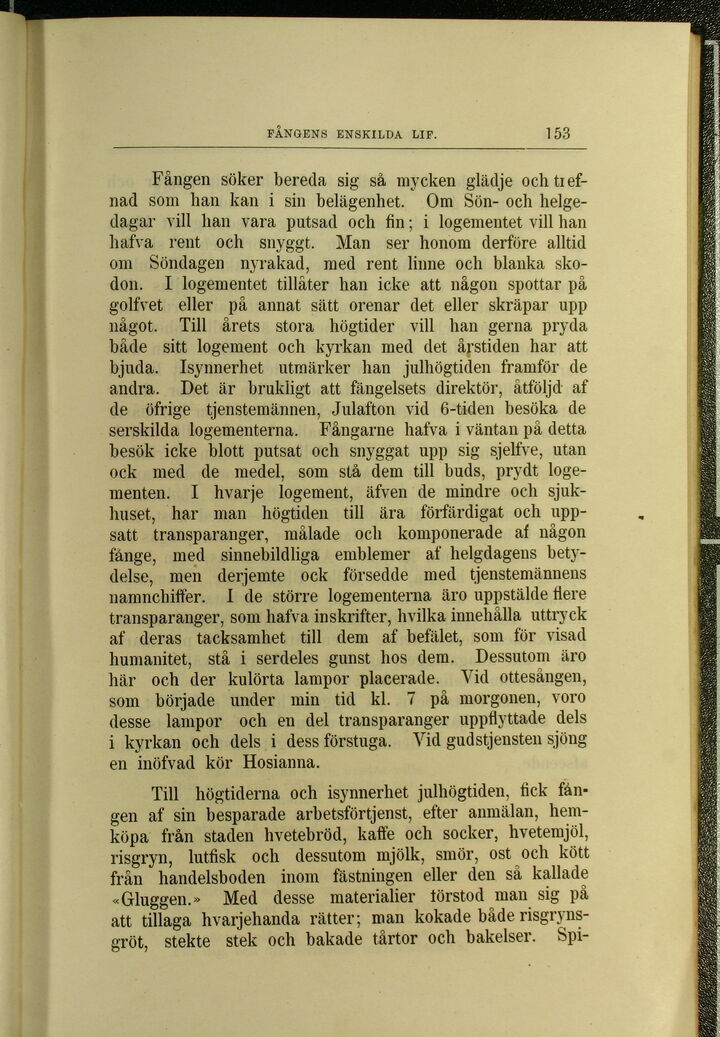 FÅNGENS ENSKILDA LIF. 153
Fången söker bereda sig så mycken glädje och tref-
nad som han kan i sin belägenhet. Om Sön- och helge-
dagar vill han vara putsad och fin; i logementet vill han
hafva rent och snyggt. Man ser honom derföre alltid
om Söndagen nyrakad, med rent linne och blanka sko-
don. I logementet tillåter han icke att någon spottar på
golfvet eller på annat sätt orenar det eller skräpar upp
något. Till årets stora högtider vill han gerna pryda
både sitt logement och kyrkan med det årstiden har att
bjuda. Isynnerhet utmärker han julhögtiden framför de
andra. Det är brukligt att fängelsets direktör, åtföljd af
de öfrige tjenstemännen, Julafton vid 6-tiden besöka de
serskilda logementerna. Fångarne hafva i väntan på detta
besök icke blott putsat och snyggat upp sig sjelfve, utan
ock med de medel, som stå dem till buds, prydt loge-
menten. I hvarje logement, äfven de mindre och sjuk-
huset, har man högtiden till ära förfärdigat och upp-
satt transparanger, målade och komponerade af någon
fånge, med sinnebildliga emblemer af helgdagens bety-
delse, men derjemte ock försedde med tjenstemännens
namnchiffer. I de större logementerna äro uppstälde flere
transparanger, som hafva inskrifter, hvilka innehålla uttryck
af deras tacksamhet till dem af befälet, som för visad
humanitet, stå i serdeles gunst hos dem. Dessutom äro
här och der kulörta lampor placerade. Vid ottesången,
som började under min tid kl. 7 på morgonen, voro
desse lampor och en del transparanger uppflyttade dels
i kyrkan och dels i dess förstuga. Vid gudstjensten sjöng
en inöfvad kör Hosianna.
Till högtiderna och isynnerhet julhögtiden, fick fån-
gen af sin besparade arbetsförtjenst, efter anmälan, hem-
köpa från staden hvetebröd, kaffe och socker, hvetemjöl,
risgryn, lutfisk och dessutom mjölk, smör, ost och kött
från handelsboden inom fästningen eller den så kallade
«Gluggen.» Med desse materialier förstod man sig på
att tillaga hvarjehanda rätter; man kokade både risgryns-
gröt, stekte stek och bakade tårtor och bakelser. Spi-